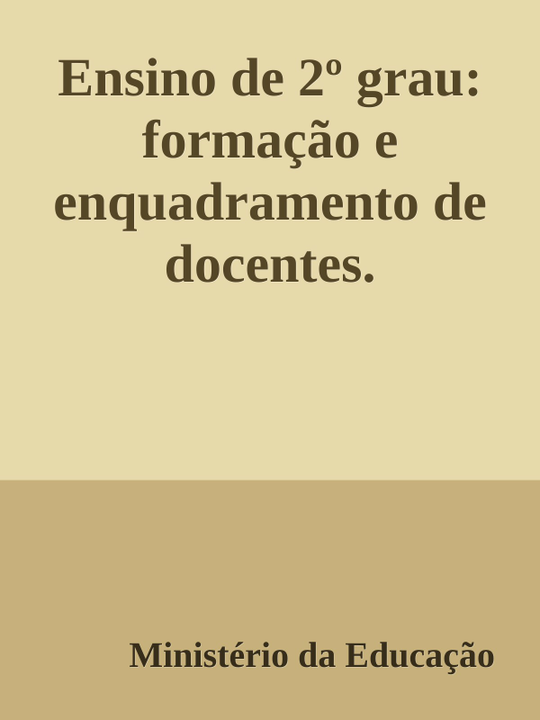 Ensino de 2º grau:
formação e
enquadramento de
docentes.
Ministério da Educação